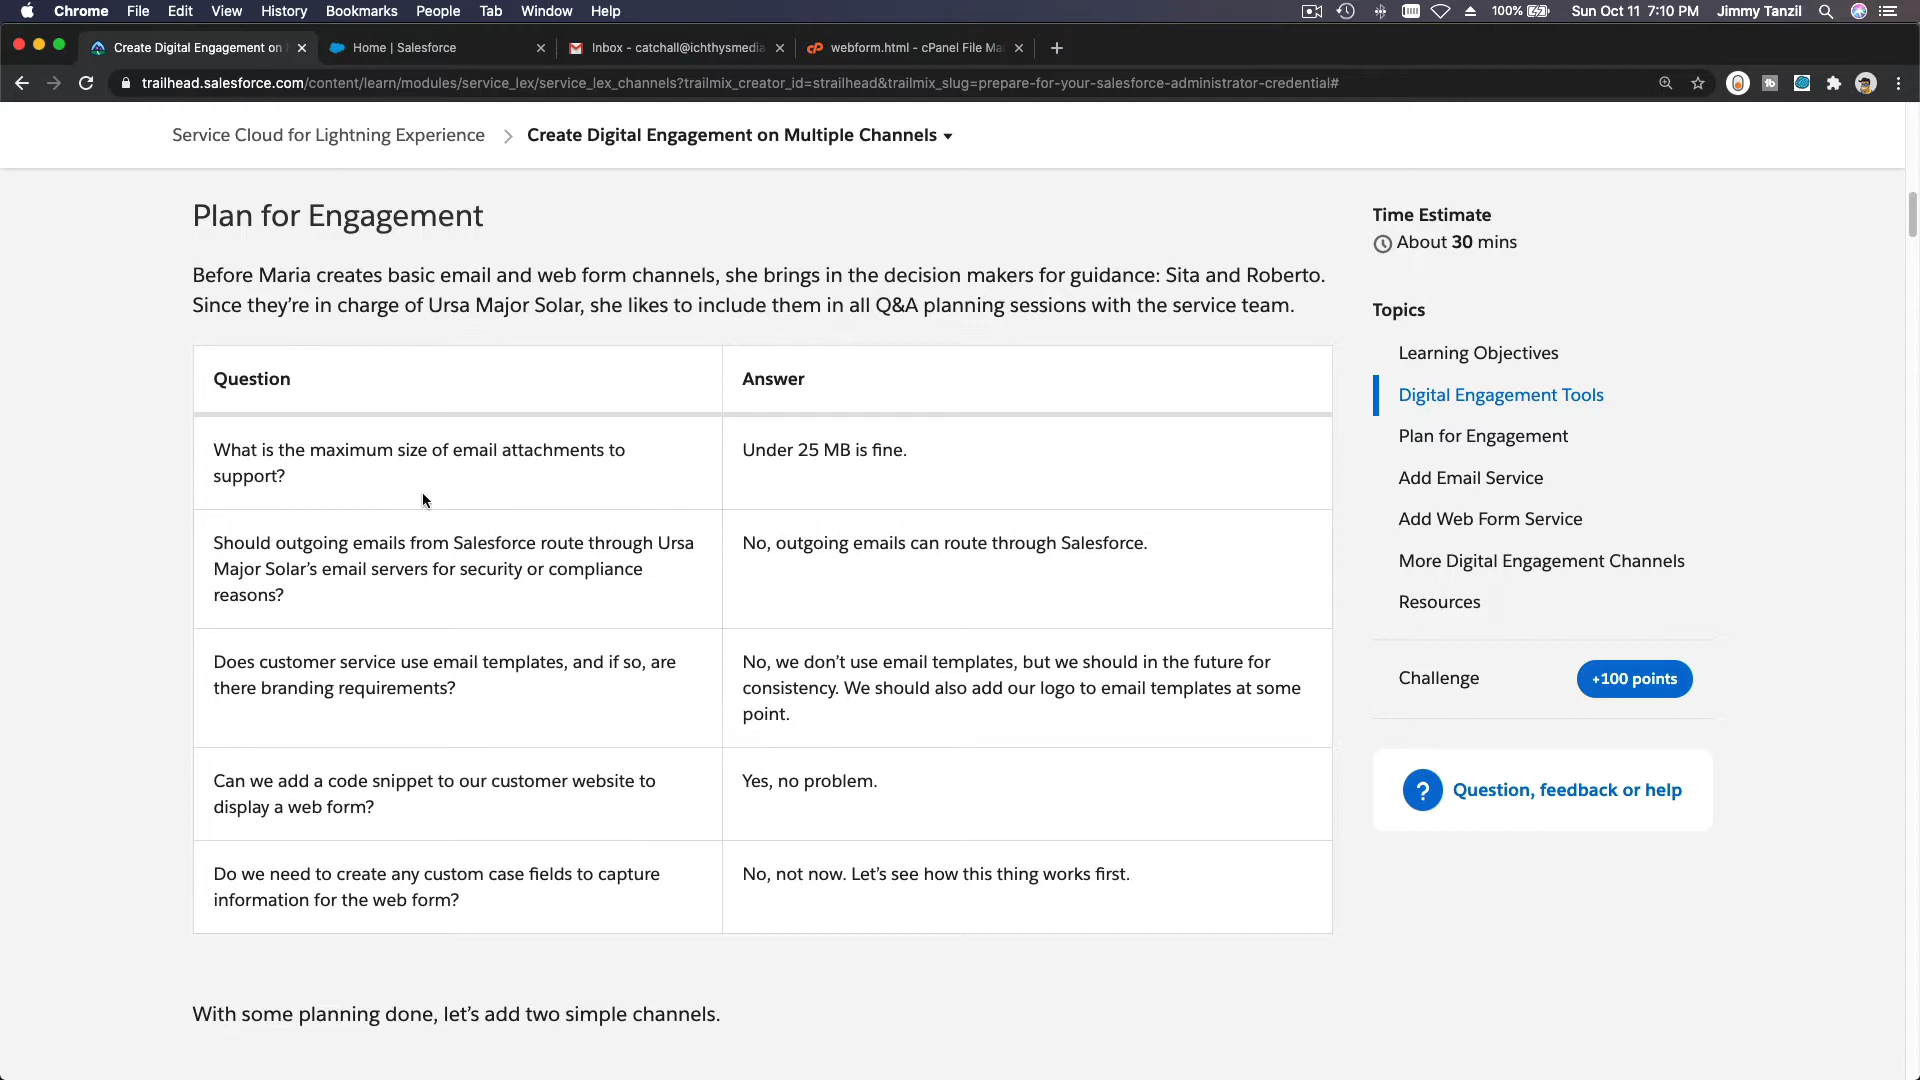 Chrome File Edit View History Bookmarks People Tab Window Help
100% Sun Oct 11 7:10 PM Jimmy Tanzil
Create Digital Engagement on
Home | Salesforce
Inbox - catchall@ichthysmedia
webform.html - cPanel File Ma
trailhead.salesforce.com/content/learn/modules/service_lex/service_lex_channels?trailmix_creator_id=strailhead&trailmix_slug=prepare-for-your-salesforce-administrator-credential#
Service Cloud for Lightning Experience > Create Digital Engagement on Multiple Channels
Plan for Engagement
Before Maria creates basic email and web form channels, she brings in the decision makers for guidance: Sita and Roberto.
Since they’re in charge of Ursa Major Solar, she likes to include them in all Q&A planning sessions with the service team.
Question
Answer
What is the maximum size of email attachments to
support?
Under 25 MB is fine.
Should outgoing emails from Salesforce route through Ursa
Major Solar’s email servers for security or compliance
reasons?
No, outgoing emails can route through Salesforce.
Does customer service use email templates, and if so, are
there branding requirements?
No, we don’t use email templates, but we should in the future for
consistency. We should also add our logo to email templates at some
point.
Can we add a code snippet to our customer website to
display a web form?
Yes, no problem.
Do we need to create any custom case fields to capture
information for the web form?
No, not now. Let’s see how this thing works first.
With some planning done, let’s add two simple channels.
Time Estimate
About 30 mins
Topics
Learning Objectives
Digital Engagement Tools
Plan for Engagement
Add Email Service
Add Web Form Service
More Digital Engagement Channels
Resources
Challenge
+100 points
? Question, feedback or help